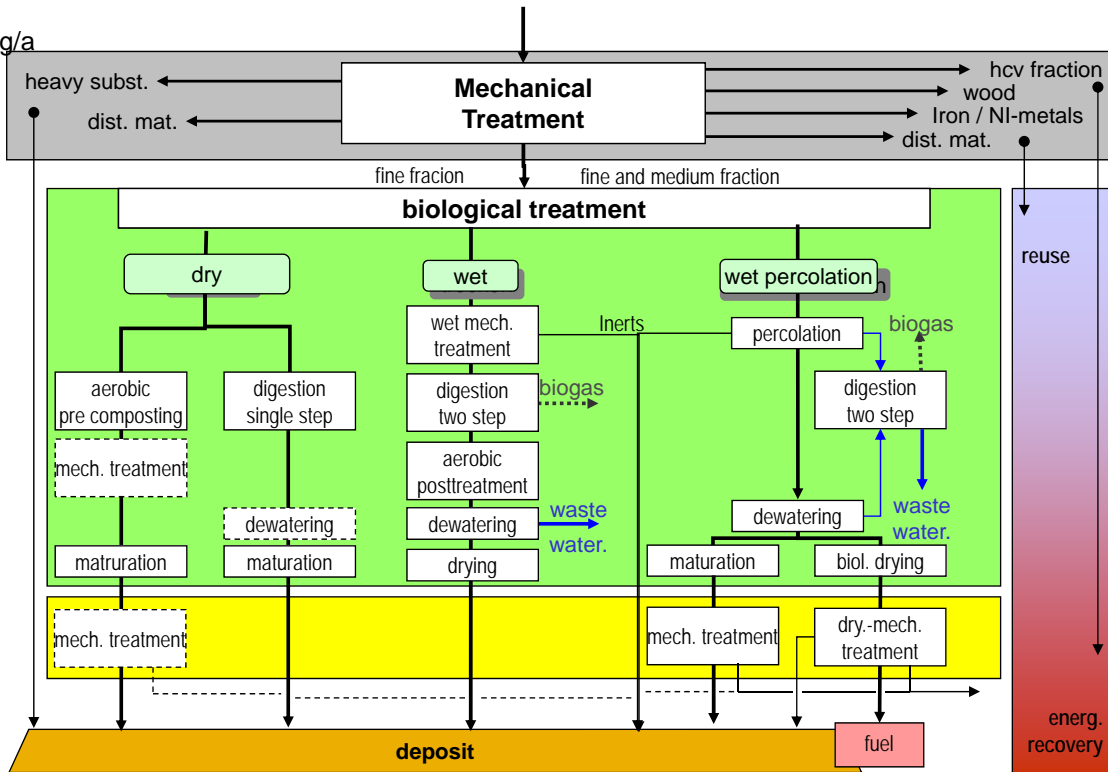 g/a
heavy subst.
dist. mat.
Mechanical
Treatment
hcv fraction
wood
Iron / NI-metals
dist. mat.
fine fracion
fine and medium fraction
biological treatment
reuse
dry
wet
wet percolation
n
wet mech.
treatment
Inerts
percolation
biogas
aerobic
pre composting
digestion
single step
digestion
two step
biogas
digestion
two step
mech. treatment
aerobic
posttreatment
dewatering
dewatering
waste
water.
dewatering
waste
water.
matruration
maturation
drying
maturation
biol. drying
mech. treatment
mech. treatment
dry.-mech.
treatment
deposit
fuel
energ.
recovery